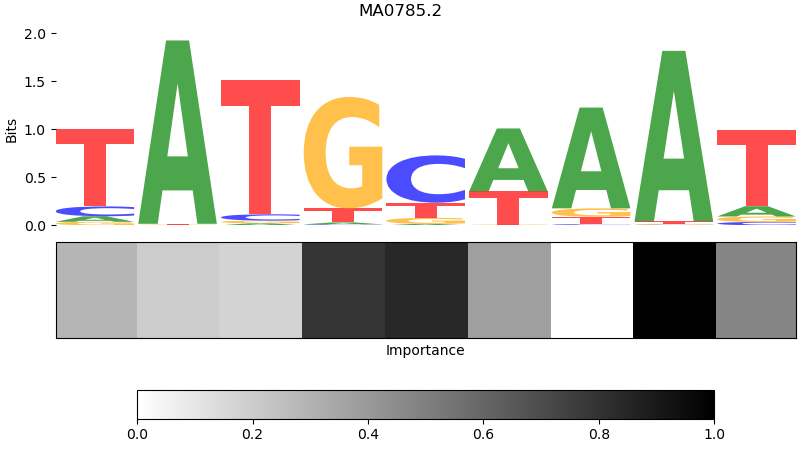 MA0785.2
2.0
1.5
1.0
0.5
0.0
Bits
T A T G C A A A T
C C T T T G A
A G G G T G
Importance
0.0 0.2 0.4 0.6 0.8 1.0